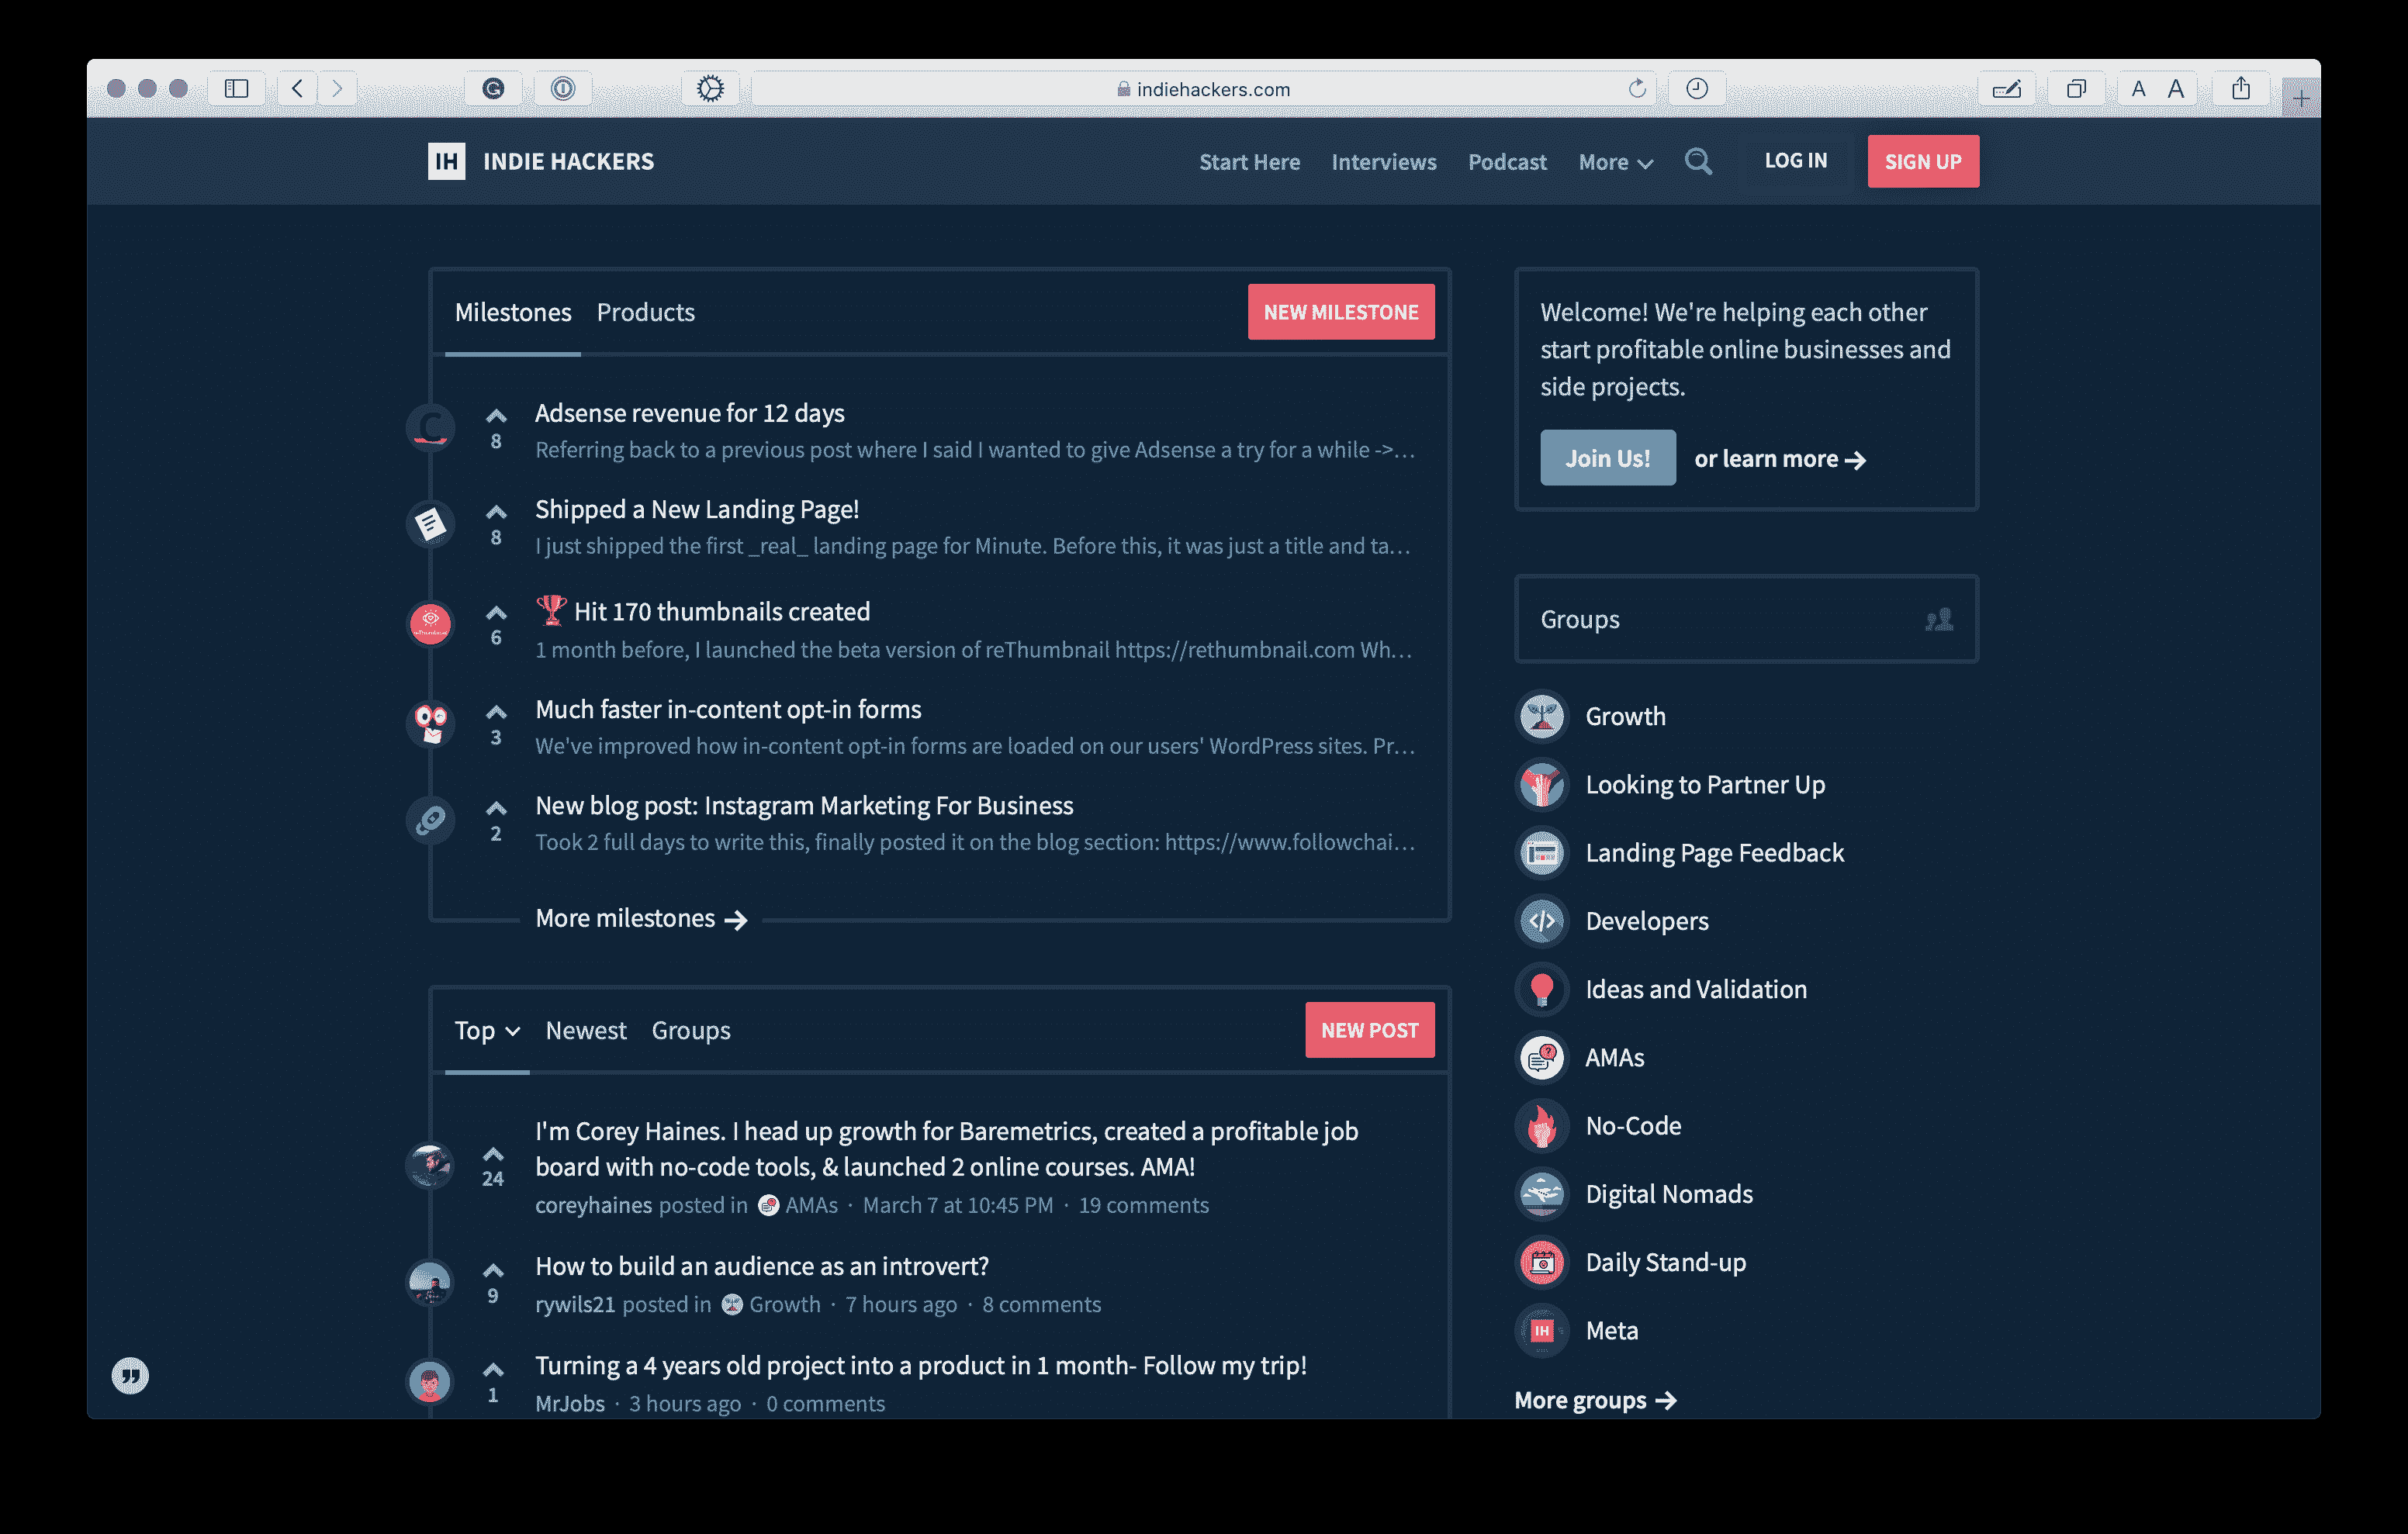 indiehackers.com
A A
IH INDIE HACKERS
Start Here Interviews Podcast More LOG IN SIGN UP
Milestones Products NEW MILESTONE
8
Adsense revenue for 12 days
Referring back to a previous post where I said I wanted to give Adsense a try for a while ->...
8
Shipped a New Landing Page!
I just shipped the first _real_ landing page for Minute. Before this, it was just a title and ta...
6
Hit 170 thumbnails created
1 month before, I launched the beta version of reThumbnail https://rethumbnail.com Wh...
3
Much faster in-content opt-in forms
We've improved how in-content opt-in forms are loaded on our users' WordPress sites. Pr...
2
New blog post: Instagram Marketing For Business
Took 2 full days to write this, finally posted it on the blog section: https://www.followchai...
More milestones →
Top Newest Groups NEW POST
24
I'm Corey Haines. I head up growth for Baremetrics, created a profitable job
board with no-code tools, & launched 2 online courses. AMA!
coreyhaines posted in AMAs · March 7 at 10:45 PM · 19 comments
9
How to build an audience as an introvert?
rywils21 posted in Growth · 7 hours ago · 8 comments
1
Turning a 4 years old project into a product in 1 month- Follow my trip!
MrJobs · 3 hours ago · 0 comments
Welcome! We're helping each other
start profitable online businesses and
side projects.
Join Us! or learn more →
Groups
Growth
Looking to Partner Up
Landing Page Feedback
Developers
Ideas and Validation
AMAs
No-Code
Digital Nomads
Daily Stand-up
IH Meta
More groups →